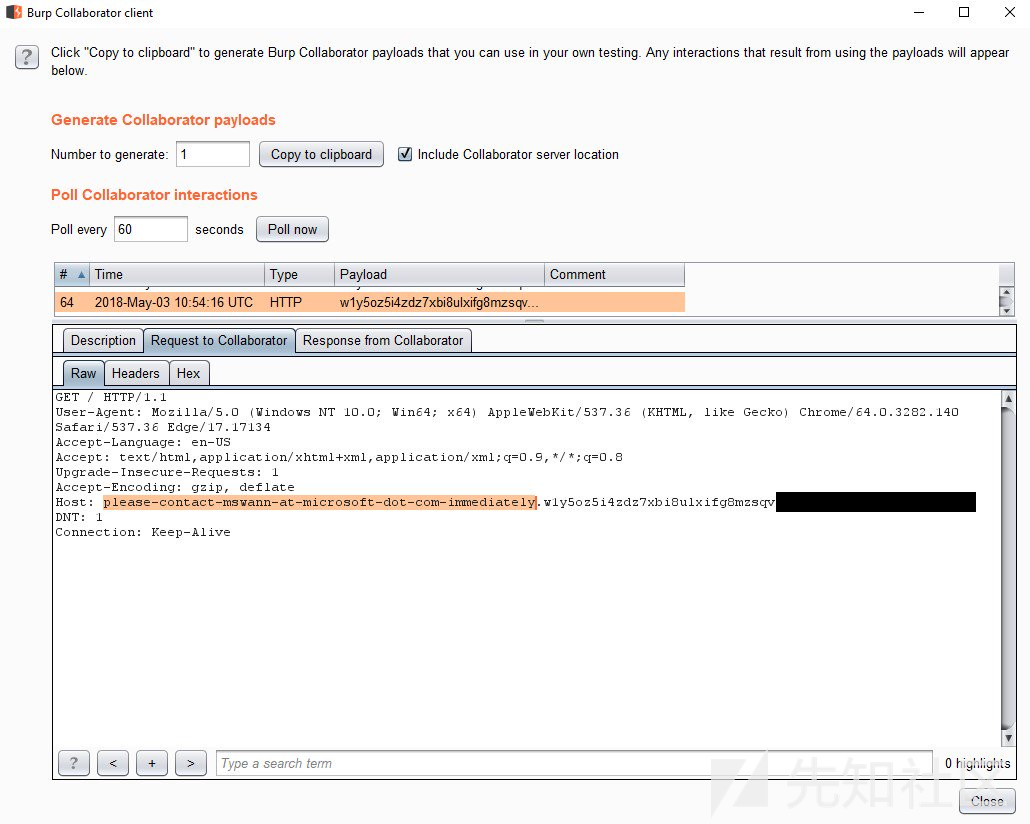 Burp Collaborator client
Click "Copy to clipboard" to generate Burp Collaborator payloads that you can use in your own testing. Any interactions that result from using the payloads will appear
below.
?
Generate Collaborator payloads
Number to generate: 1 Copy to clipboard Include Collaborator server location
Poll Collaborator interactions
Poll every 60 seconds Poll now
# Time Type Payload Comment
64 2018-May-03 10:54:16 UTC HTTP w1y5oz5i4zdz7xbi8ulxifg8mzsqv...
Description Request to Collaborator Response from Collaborator
Raw Headers Hex
GET / HTTP/1.1
User-Agent: Mozilla/5.0 (Windows NT 10.0; Win64; x64) AppleWebKit/537.36 (KHTML, like Gecko) Chrome/64.0.3282.140
Safari/537.36 Edge/17.17134
Accept-Language: en-US
Accept: text/html,application/xhtml+xml,application/xml;q=0.9,*/*;q=0.8
Upgrade-Insecure-Requests: 1
Accept-Encoding: gzip, deflate
Host: please-contact-mswann-at-microsoft-dot-com-immediately.w1y5oz5i4zdz7xbi8ulxifg8mzsqv
DNT: 1
Connection: Keep-Alive
? < + > Type a search term 0 highlights
先知社区
Close